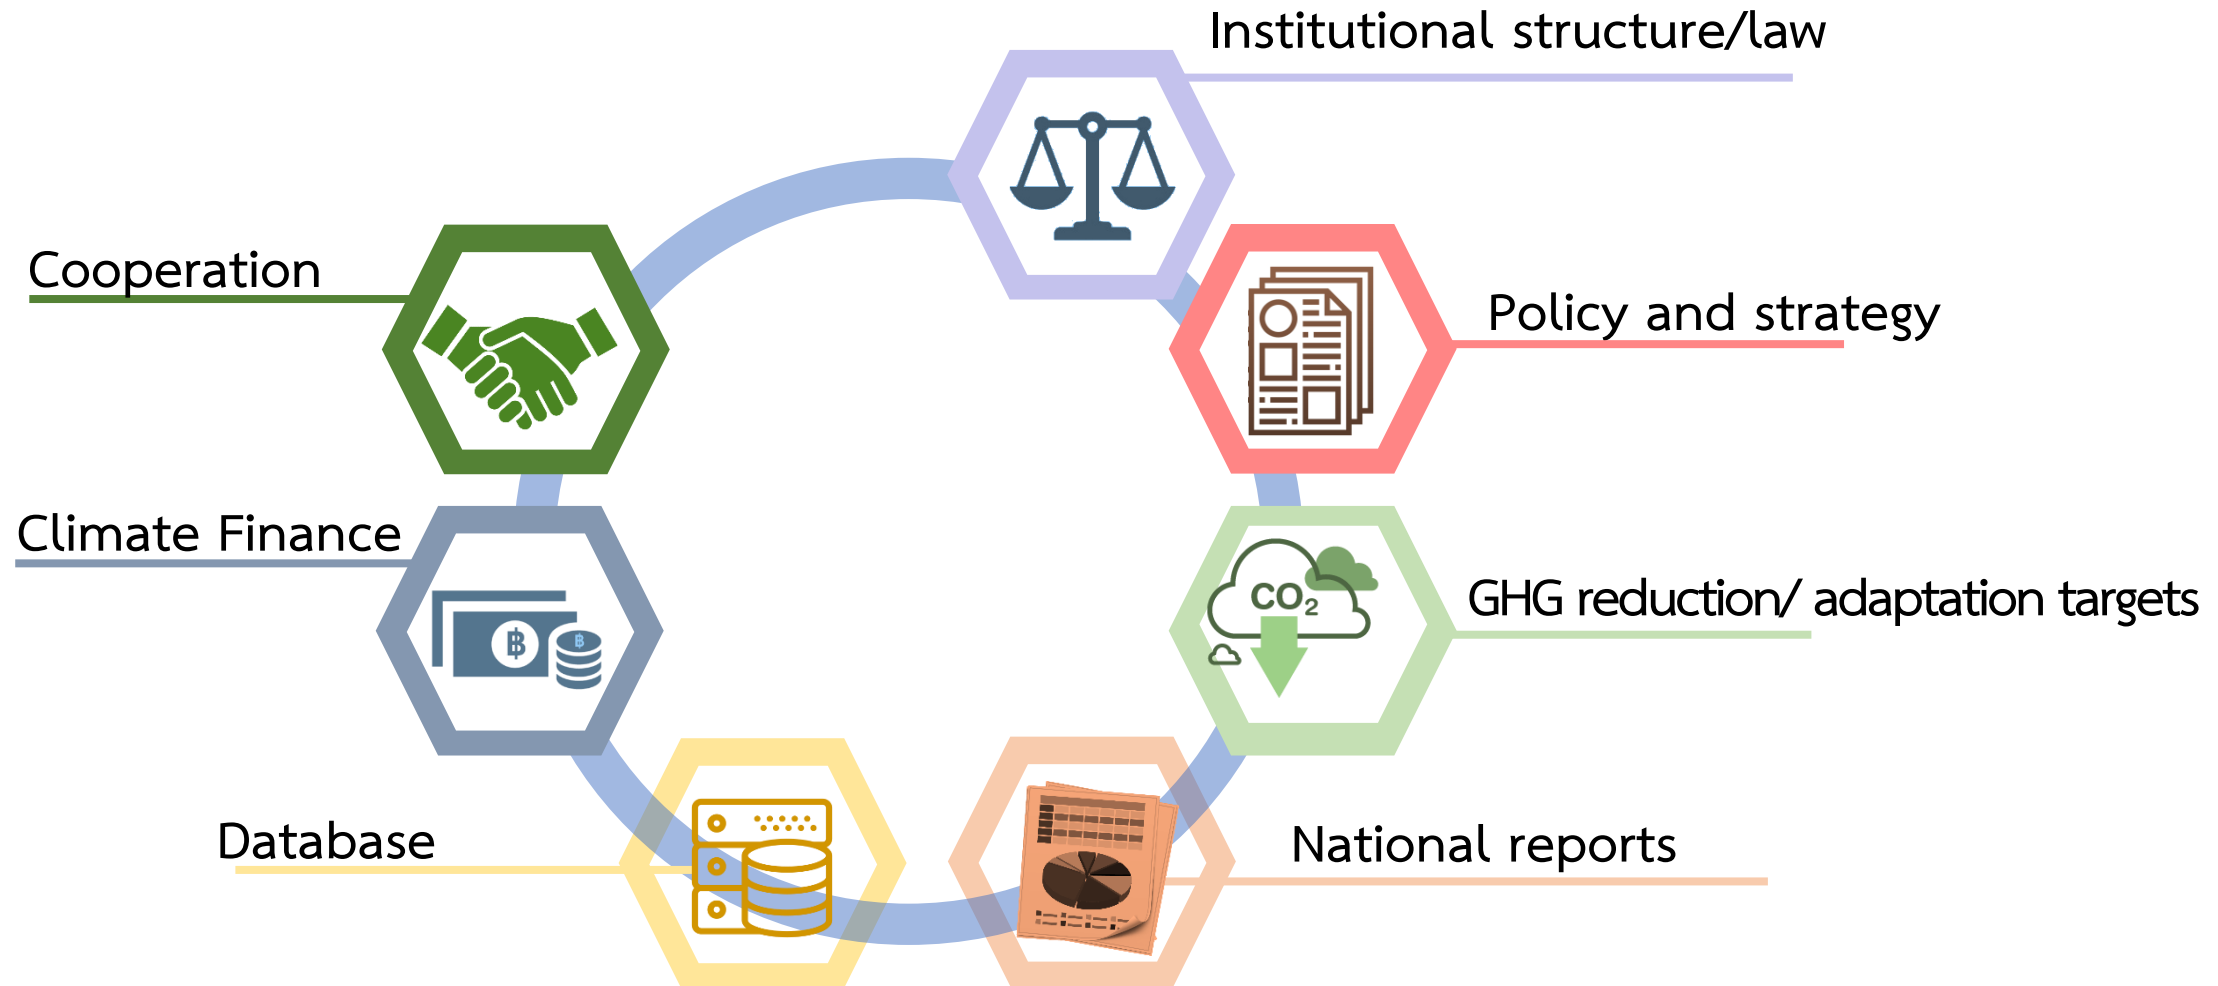 Institutional structure/law
Cooperation
Policy and strategy
Climate Finance
฿
฿
CO₂
GHG reduction/ adaptation targets
Database
National reports